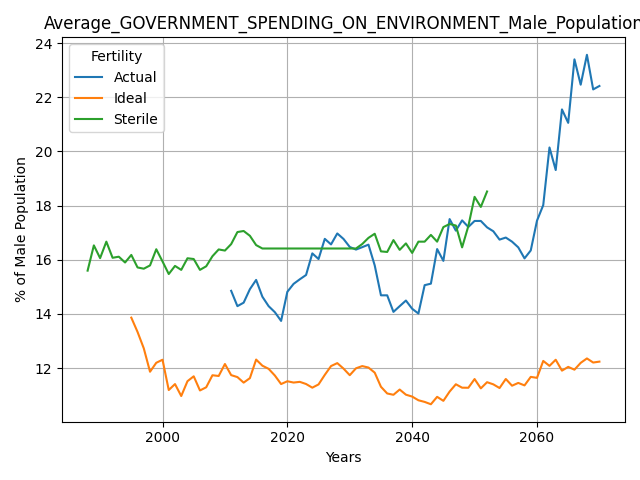 Average_GOVERNMENT_SPENDING_ON_ENVIRONMENT_Male_Population
Fertility
Actual
Ideal
Sterile
% of Male Population
24
22
20
18
16
14
12
2000 2020 2040 2060
Years